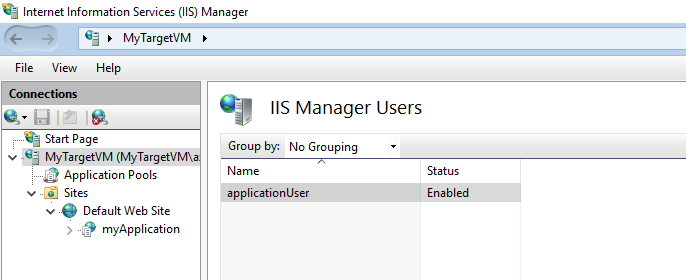 Internet Information Services (IIS) Manager
MyTargetVM
File View Help
Connections
Start Page
MyTargetVM (MyTargetVM\a
Application Pools
Sites
Default Web Site
myApplication
IIS Manager Users
Group by: No Grouping
Name Status
applicationUser Enabled